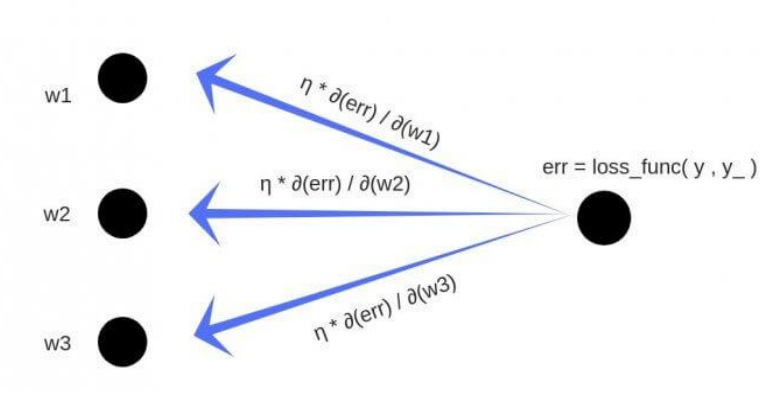 w1
η * ∂(err) / ∂(w1)
err = loss_func( y , y_ )
η * ∂(err) / ∂(w2)
w2
η * ∂(err) / ∂(w3)
w3